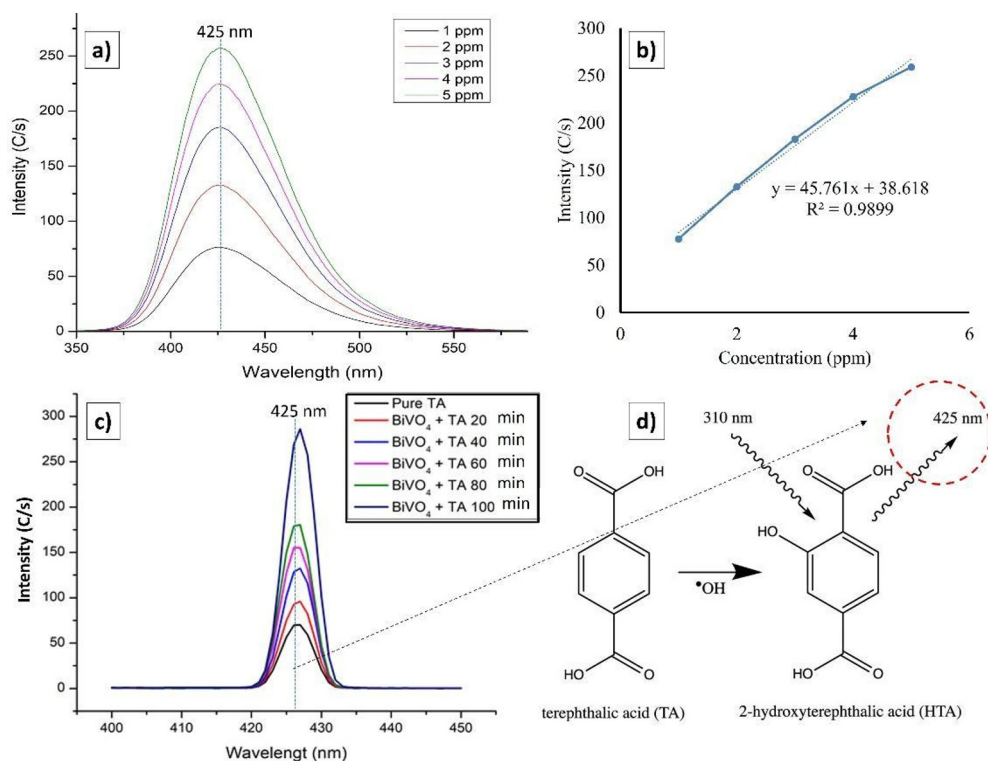 a)
425 nm
1 ppm
2 ppm
3 ppm
4 ppm
5 ppm
Intensity (C/s)
250
200
150
100
50
0
350
400
450
500
550
Wavelength (nm)
b)
Intensity (C/s)
300
250
200
150
100
50
0
y = 45.761x + 38.618
R² = 0.9899
0
2
4
6
Concentration (ppm)
c)
425 nm
Pure TA
BiVO₄ + TA 20 min
BiVO₄ + TA 40 min
BiVO₄ + TA 60 min
BiVO₄ + TA 80 min
BiVO₄ + TA 100 min
Intensity (C/s)
300
250
200
150
100
50
0
400
410
420
430
440
450
Wavelengt (nm)
d)
310 nm
425 nm
O
OH
HO
O
•OH
O
OH
HO
HO
O
terephthalic acid (TA)
2-hydroxyterephthalic acid (HTA)